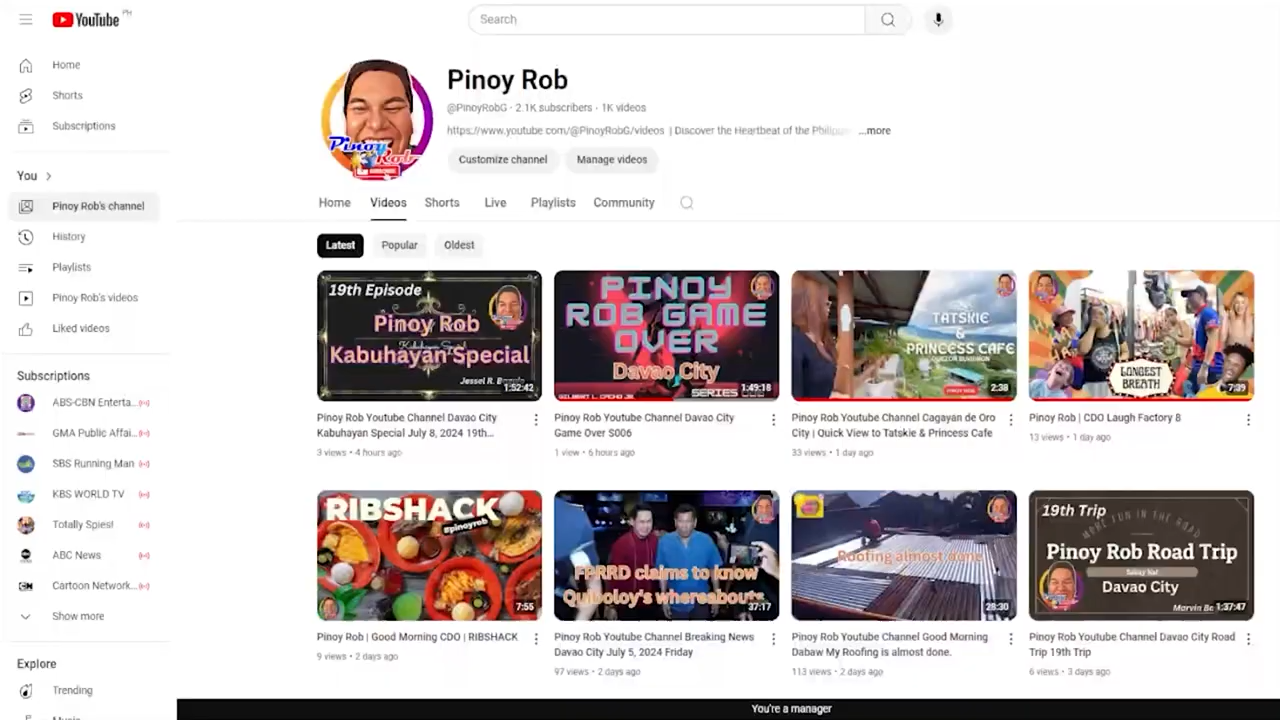 YouTube PH
Search
Home
Shorts
Subscriptions
You
Pinoy Rob's channel
History
Playlists
Pinoy Rob's videos
Liked videos
Subscriptions
ABS-CBN Enterta...
GMA Public Affai...
SBS Running Man
KBS WORLD TV
Totally Spies!
ABC News
Cartoon Network...
Show more
Explore
Trending
Pinoy Rob
@PinoyRobG · 2.1K subscribers · 1K videos
https://www.youtube.com/@PinoyRobG/videos | Discover the Heartbeat of the ...more
Customize channel Manage videos
Home Videos Shorts Live Playlists Community
Latest Popular Oldest
19th Episode
Pinoy Rob
Kabuhayan Special
Jessel R.
1:52:42
Pinoy Rob Youtube Channel Davao City
Kabuhayan Special July 8, 2024 19th...
3 views • 4 hours ago
PINOY
ROB GAME
OVER
Davao City
SERIES
1:49:18
Pinoy Rob Youtube Channel Davao City
Game Over S006
1 view • 6 hours ago
TATSKIE
&
PRINCESS CAFE
2:38
Pinoy Rob Youtube Channel Cagayan de Oro
City | Quick View to Tatskie & Princess Cafe
33 views • 1 day ago
LONGEST
BREATH
7:39
Pinoy Rob | CDO Laugh Factory 8
13 views • 1 day ago
RIBSHACK
#pinoyrob
7:55
Pinoy Rob | Good Morning CDO | RIBSHACK
9 views • 2 days ago
FPRRD claims to know
Quiboloy's whereabouts
37:17
Pinoy Rob Youtube Channel Breaking News
Davao City July 5, 2024 Friday
97 views • 2 days ago
Roofing almost done
28:30
Pinoy Rob Youtube Channel Good Morning
Dabaw My Roofing is almost done.
113 views • 2 days ago
19th Trip
MORE FUN IN THE ROAD
Pinoy Rob Road Trip
Davao City
1:37:47
Pinoy Rob Youtube Channel Davao City Road
Trip 19th Trip
6 views • 3 days ago
You're a manager